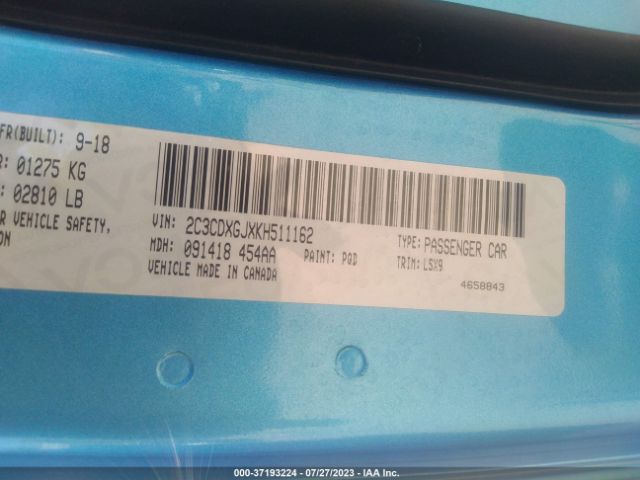 FR(BUILT): 9-18
R: 01275 KG
: 02810 LB
R VEHICLE SAFETY,
ON
VIN: 2C3CDXGJXKH511162
MDH: 091418 454AA
PAINT: PQD
VEHICLE MADE IN CANADA
TYPE: PASSENGER CAR
TRIM: LSX9
4658843
000-37193224 | 07/27/2023 | IAA Inc.